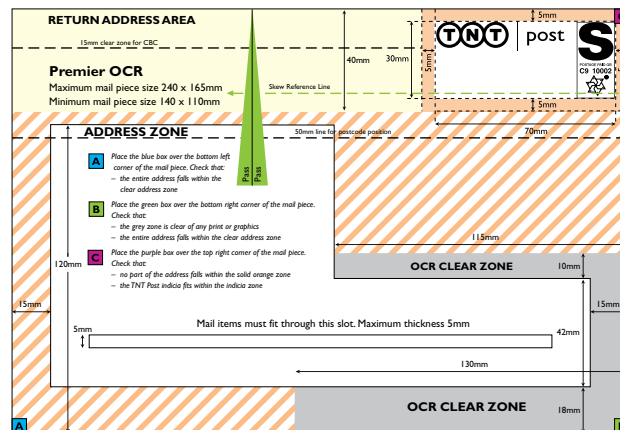 RETURN ADDRESS AREA
15mm clear zone for CBC
Premier OCR
Maximum mail piece size 240 x 165mm
Minimum mail piece size 140 x 110mm
Skew Reference Line
40mm
30mm
5mm
5mm
TNT post
S
POSTAGE PAID GB
C9 10002
5mm
5mm
C
70mm
ADDRESS ZONE
50mm line for postcode position
Pass Pass
A
Place the blue box over the bottom left
corner of the mail piece. Check that:
– the entire address falls within the
clear address zone
B
Place the green box over the bottom right corner of the mail piece.
Check that:
– the grey zone is clear of any print or graphics
– the entire address falls within the clear address zone
C
Place the purple box over the top right corner of the mail piece.
Check that:
– no part of the address falls within the solid orange zone
– the TNT Post indicia fits within the indicia zone
115mm
OCR CLEAR ZONE
10mm
120mm
15mm
15mm
Mail items must fit through this slot. Maximum thickness 5mm
5mm
42mm
130mm
OCR CLEAR ZONE
18mm
A
B